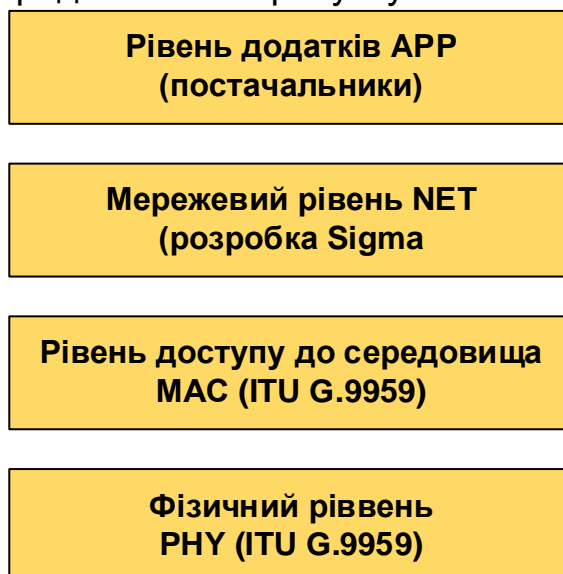 Рівень додатків APP
(постачальники)
Мережевий рівень NET
(розробка Sigma
Рівень доступу до середовища
MAC (ITU G.9959)
Фізичний ріввень
PHY (ITU G.9959)